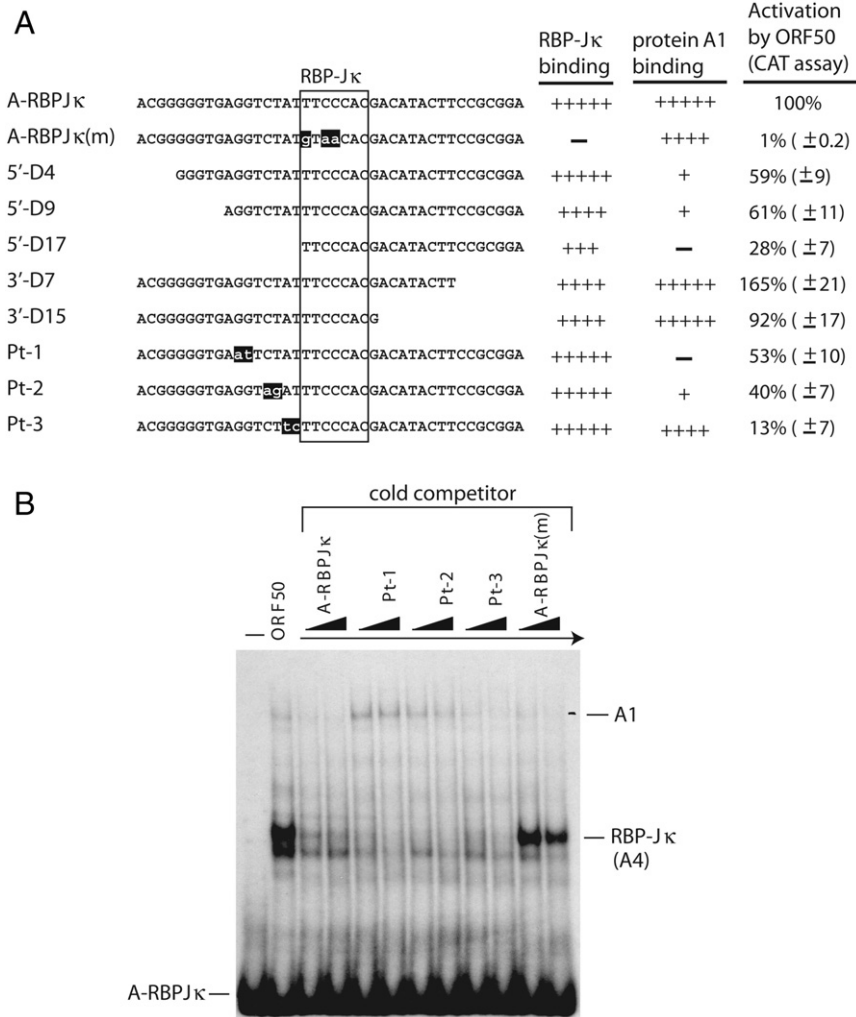 A
RBP-Jκ binding protein A1 binding Activation by ORF50 (CAT assay)
RBP-Jκ
A-RBPJκ ACGGGGGTGAGGTCTATTTCCCACGACATACTTCCGCGGA +++++ +++++ 100%
A-RBPJκ(m) ACGGGGGTGAGGTCTATgTaaCACGACATACTTCCGCGGA − ++++ 1% ( ±0.2)
5′-D4 GGGTGAGGTCTATTTCCCACGACATACTTCCGCGGA +++++ + 59% (±9)
5′-D9 AGGTCTATTTCCCACGACATACTTCCGCGGA ++++ + 61% ( ±11)
5′-D17 TTCCCACGACATACTTCCGCGGA +++ − 28% ( ±7)
3′-D7 ACGGGGGTGAGGTCTATTTCCCACGACATACTT ++++ +++++ 165% ( ±21)
3′-D15 ACGGGGGTGAGGTCTATTTCCCACG ++++ +++++ 92% ( ±17)
Pt-1 ACGGGGGTGAatTCTATTTCCCACGACATACTTCCGCGGA +++++ − 53% ( ±10)
Pt-2 ACGGGGGTGAGGTagATTTCCCACGACATACTTCCGCGGA +++++ + 40% ( ±7)
Pt-3 ACGGGGGTGAGGTCTtcTTCCCACGACATACTTCCGCGGA +++++ ++++ 13% ( ±7)
B
cold competitor
— ORF50 A-RBPJκ Pt-1 Pt-2 Pt-3 A-RBPJκ(m)
A1
RBP-Jκ
(A4)
A-RBPJκ